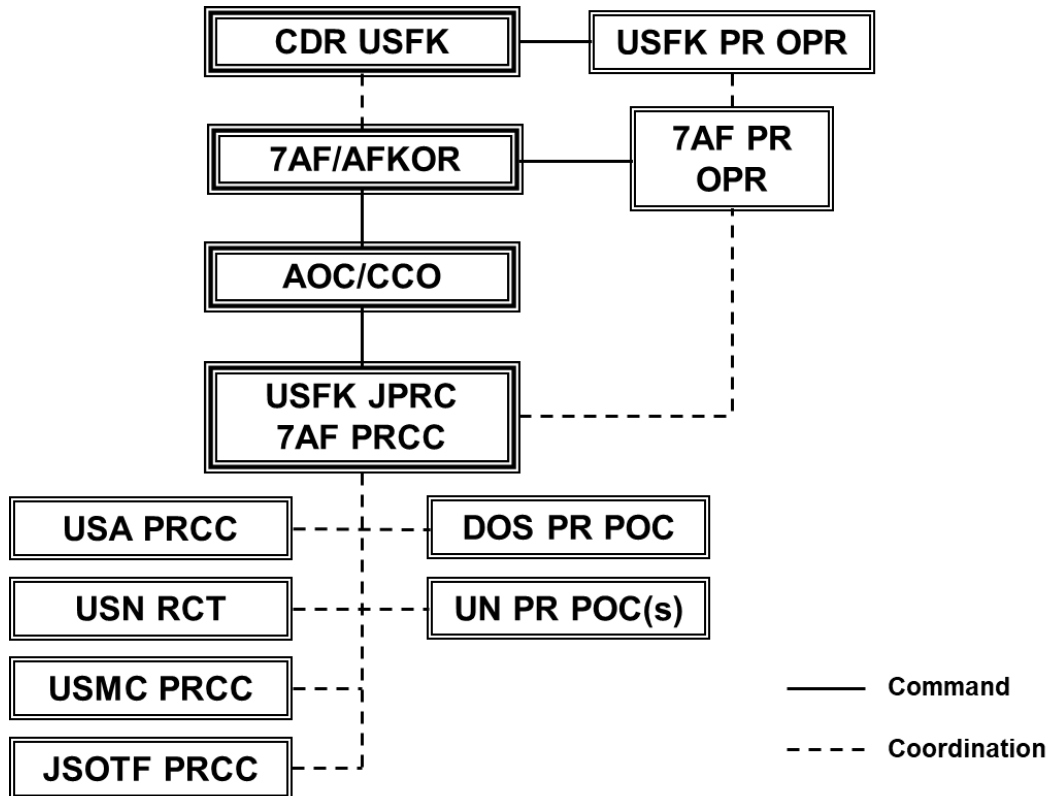 CDR USFK
USFK PR OPR
7AF/AFKOR
7AF PR
OPR
AOC/CCO
USFK JPRC
7AF PRCC
USA PRCC
DOS PR POC
USN RCT
UN PR POC(s)
USMC PRCC
JSOTF PRCC
Command
Coordination